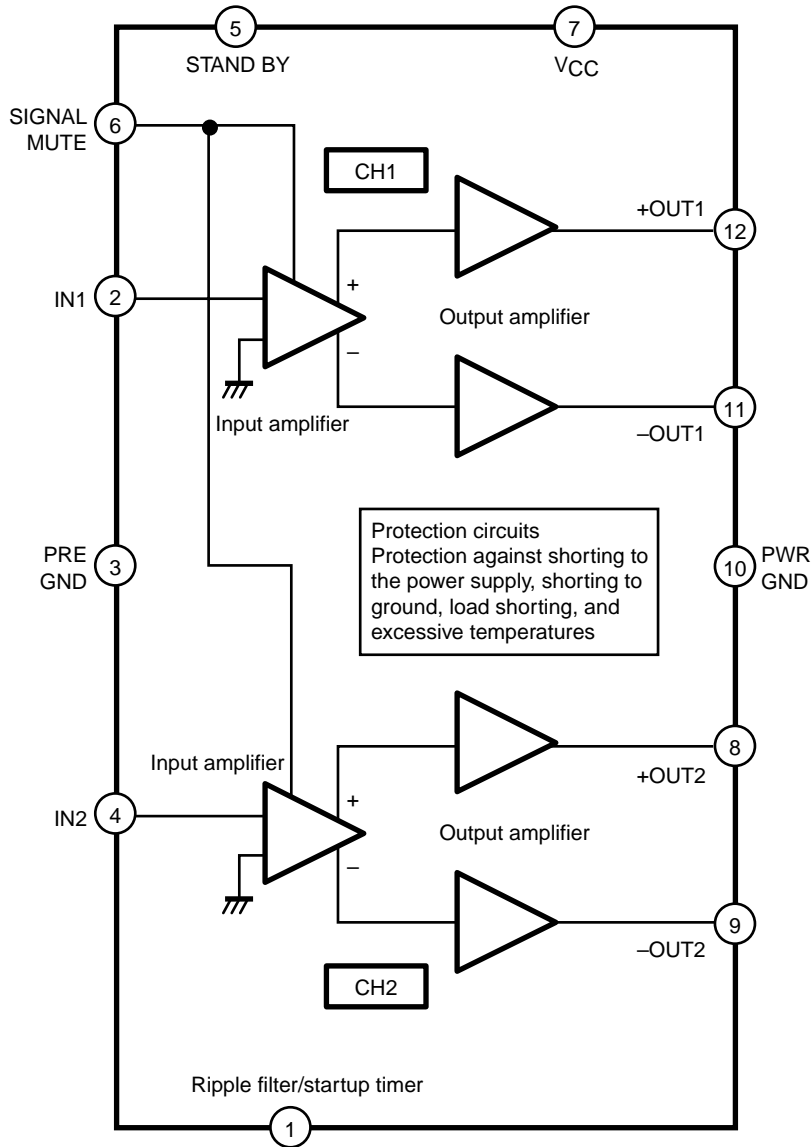 5
STAND BY
7
VCC
SIGNAL
MUTE
6
CH1
+OUT1
12
IN1
2
+
Output amplifier
–
Input amplifier
–OUT1
11
PRE
GND
3
Protection circuits
Protection against shorting to
the power supply, shorting to
ground, load shorting, and
excessive temperatures
10
PWR
GND
Input amplifier
8
+OUT2
IN2
4
+
Output amplifier
–
9
–OUT2
CH2
Ripple filter/startup timer
1